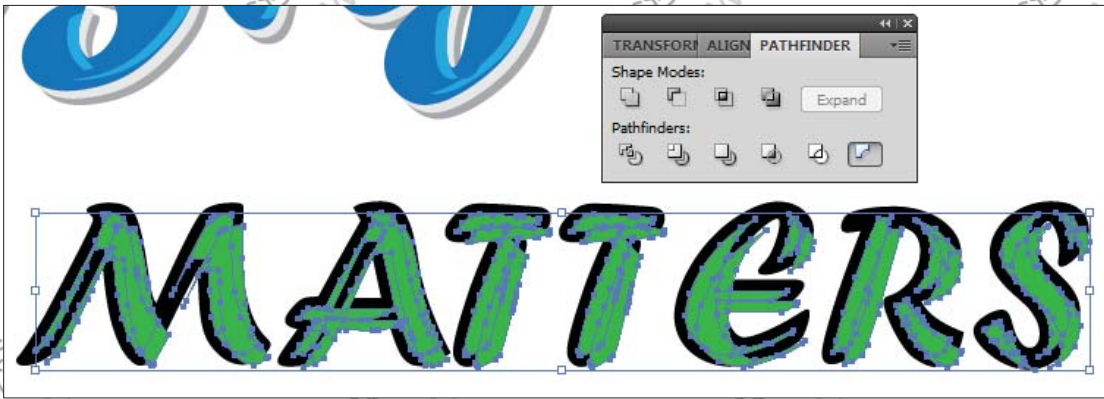 TRANSFORM ALIGN PATHFINDER
Shape Modes:
Expand
Pathfinders:
MATTERS